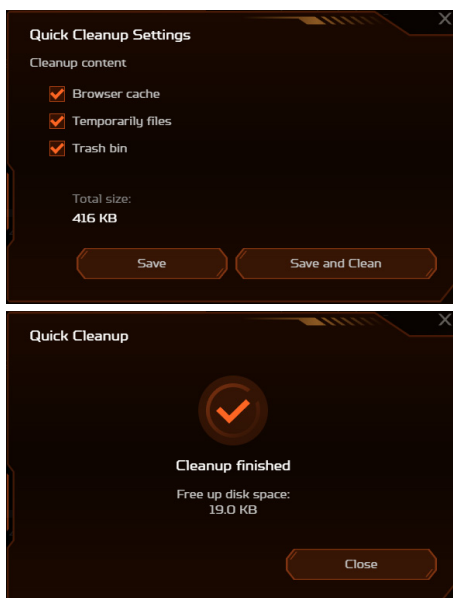 Quick Cleanup Settings
Cleanup content
Browser cache
Temporarily files
Trash bin
Total size:
416 KB
Save
Save and Clean
Quick Cleanup
Cleanup finished
Free up disk space:
19.0 KB
Close